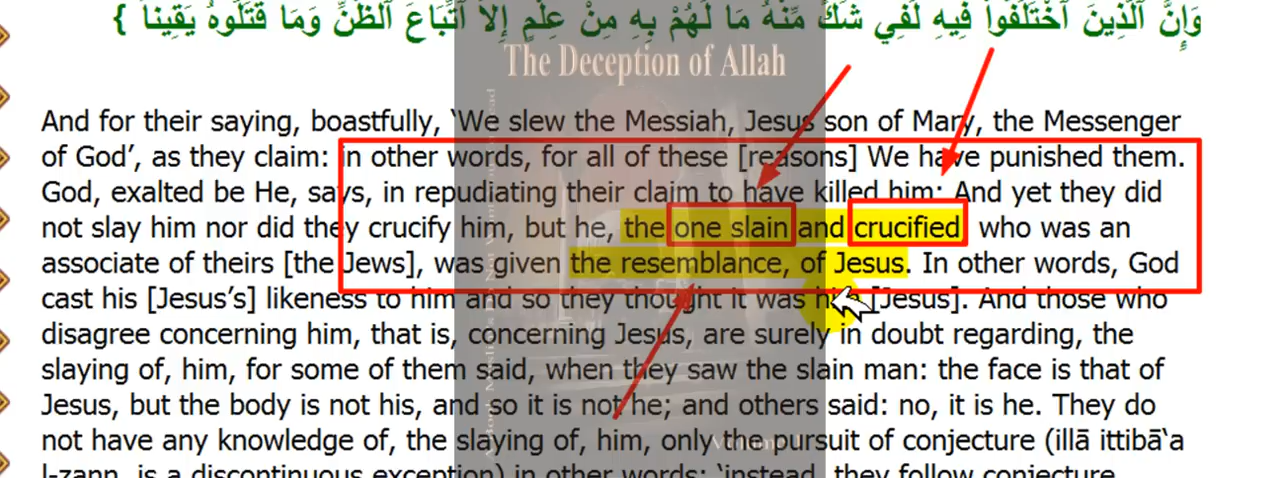 وَإِنَّ ٱلَّذِينَ ٱخْتَلَفُواْ فِيهِ لَفِي شَكٍّ مِّنْهُ مَا لَهُمْ بِهِ مِنْ عِلْمٍ إِلاَّ ٱتِّبَاعَ ٱلظَّنِّ وَمَا قَتَلُوهُ يَقِيناً }
The Deception of Allah
And for their saying, boastfully, ‘We slew the Messiah, Jesus son of Mary, the Messenger
of God’, as they claim: in other words, for all of these [reasons] We have punished them.
God, exalted be He, says, in repudiating their claim to have killed him: And yet they did
not slay him nor did they crucify him, but he, the one slain and crucified, who was an
associate of theirs [the Jews], was given the resemblance, of Jesus. In other words, God
cast his [Jesus’s] likeness to him and so they thought it was him [Jesus]. And those who
disagree concerning him, that is, concerning Jesus, are surely in doubt regarding, the
slaying of, him, for some of them said, when they saw the slain man: the face is that of
Jesus, but the body is not his, and so it is not he; and others said: no, it is he. They do
not have any knowledge of, the slaying of, him, only the pursuit of conjecture (illā ittibā‘a
l-zann, is a discontinuous exception) in other words: ‘instead, they follow conjecture